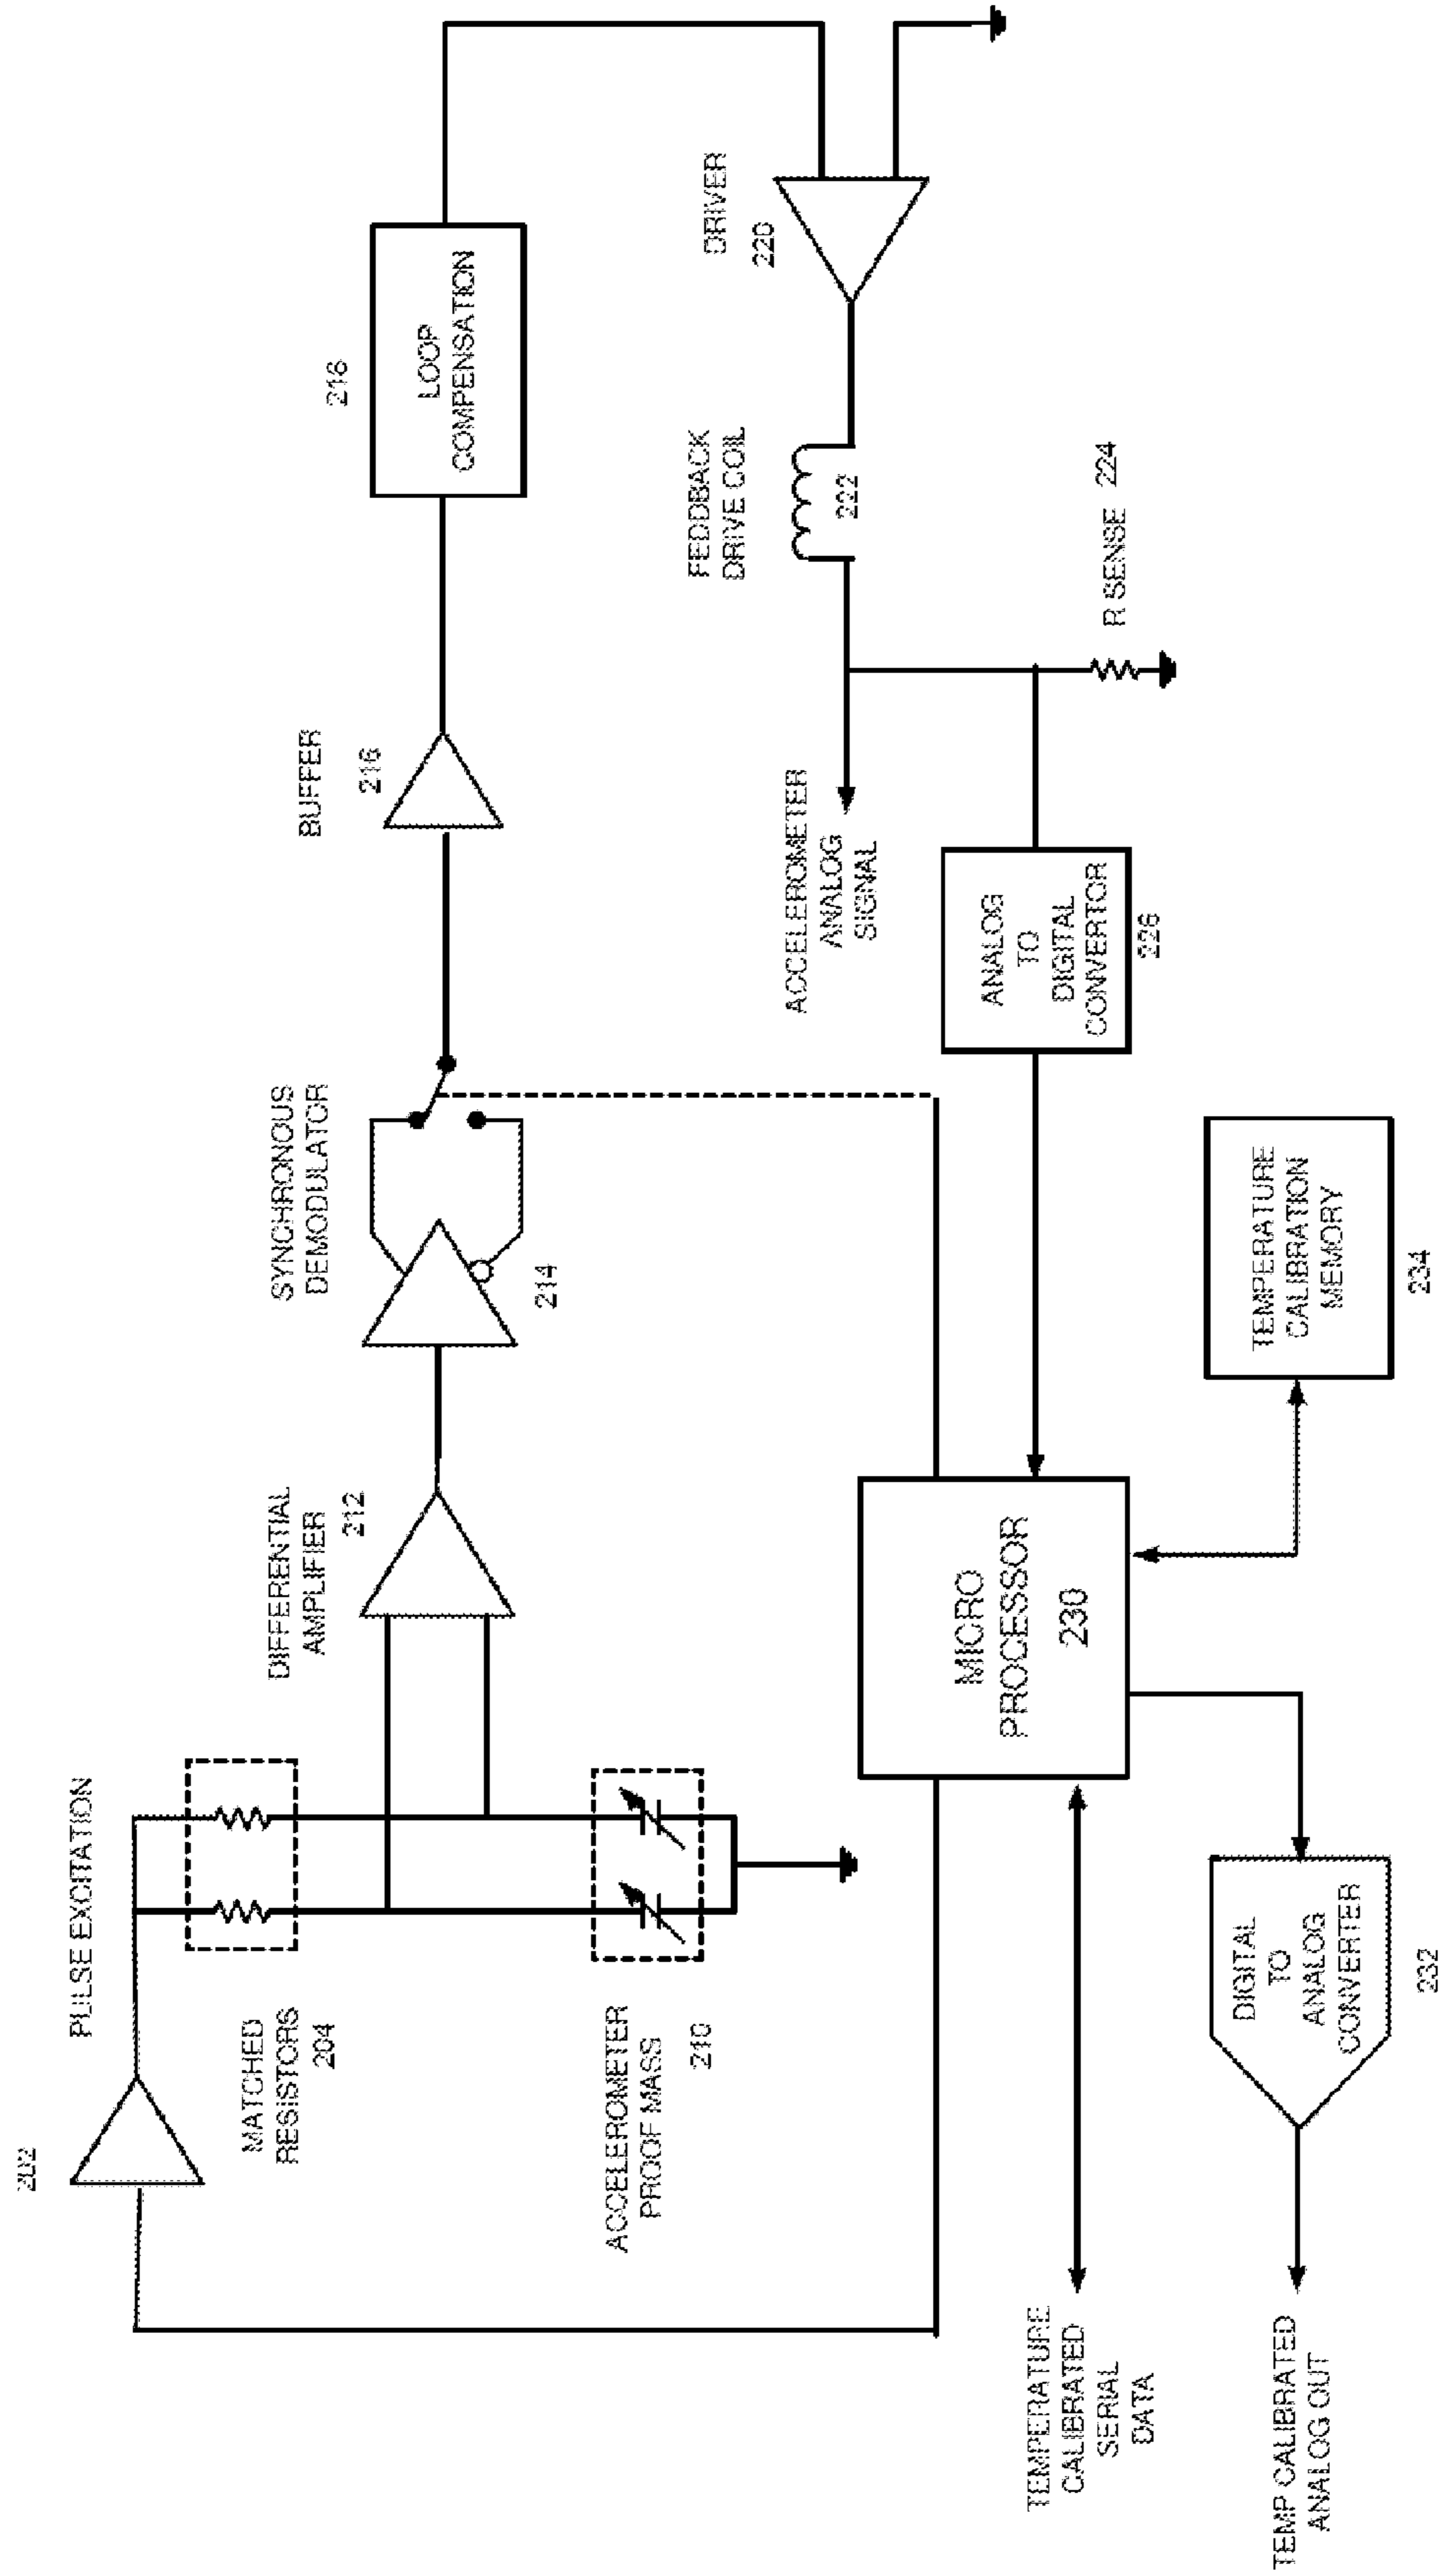 202
PULSE EXCITATION
MATCHED
RESISTORS
204
ACCELEROMETER
PROOF MASS
210
DIFFERENTIAL
AMPLIFIER
212
SYNCHRONOUS
DEMODULATOR
214
BUFFER
216
218
LOOP
COMPENSATION
DRIVER
220
FEDDBACK
DRIVE COIL
222
R SENSE 224
ACCELEROMETER
ANALOG
SIGNAL
ANALOG
TO
DIGITAL
CONVERTOR
226
MICRO
PROCESSOR
230
TEMPERATURE
CALIBRATION
MEMORY
234
DIGITAL
TO
ANALOG
CONVERTER
232
TEMPERATURE
CALIBRATED
SERIAL
DATA
TEMP CALIBRATED
ANALOG OUT